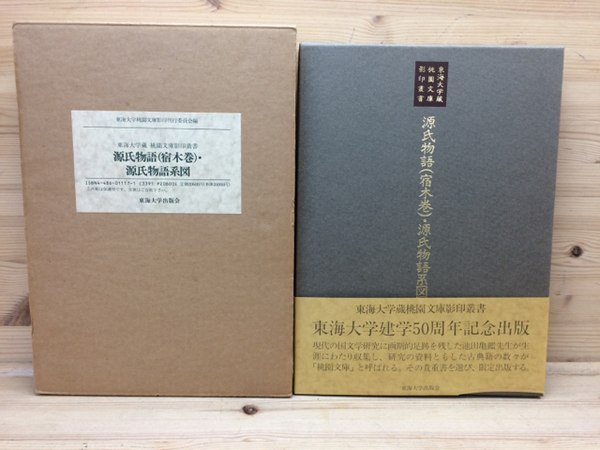 東海大学桃園文庫影印刊行委員会編
東海大学蔵 桃園文庫影印叢書
源氏物語(宿木巻)・
源氏物語系図
東海大学出版会
東海大学蔵
桃園文庫
影印叢書
源氏物語(宿木巻)・源氏物語系図
東海大学蔵桃園文庫影印叢書
東海大学建学50周年記念出版
現代の国文学研究に画期的足跡を残した池田亀鑑先生が生
涯にわたり収集し、研究の資料ともした古典籍の数々が
「桃園文庫」と呼ばれる。その貴重書を選び、限定出版する。
東海大学出版会